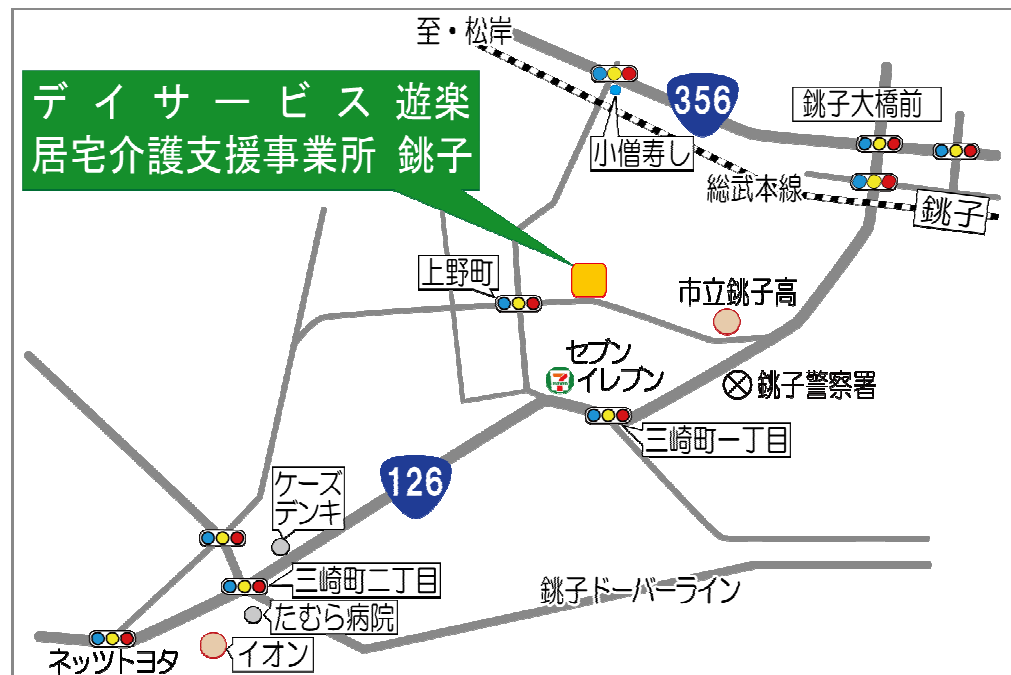 至・松岸
デイサービス 遊楽
居宅介護支援事業所 銚子
356
銚子大橋前
小僧寿し
総武本線
銚子
上野町
市立銚子高
セブン
イレブン
7
銚子警察署
三崎町一丁目
126
ケーズ
デンキ
三崎町二丁目
銚子ドーバーライン
たむら病院
イオン
ネッツトヨタ